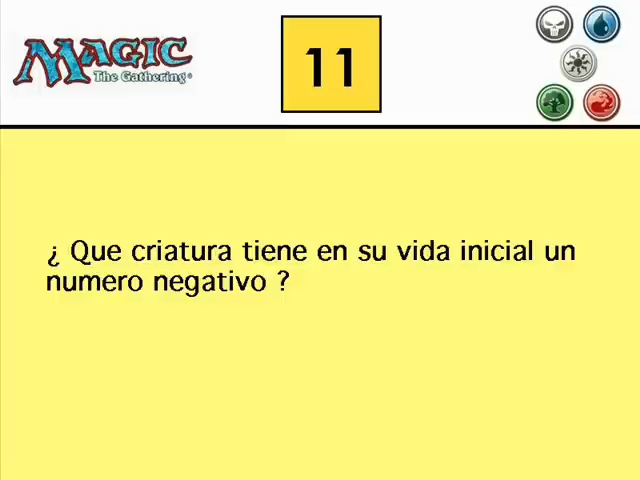 MAGIC
The Gathering®
11
¿ Que criatura tiene en su vida inicial un
numero negativo ?